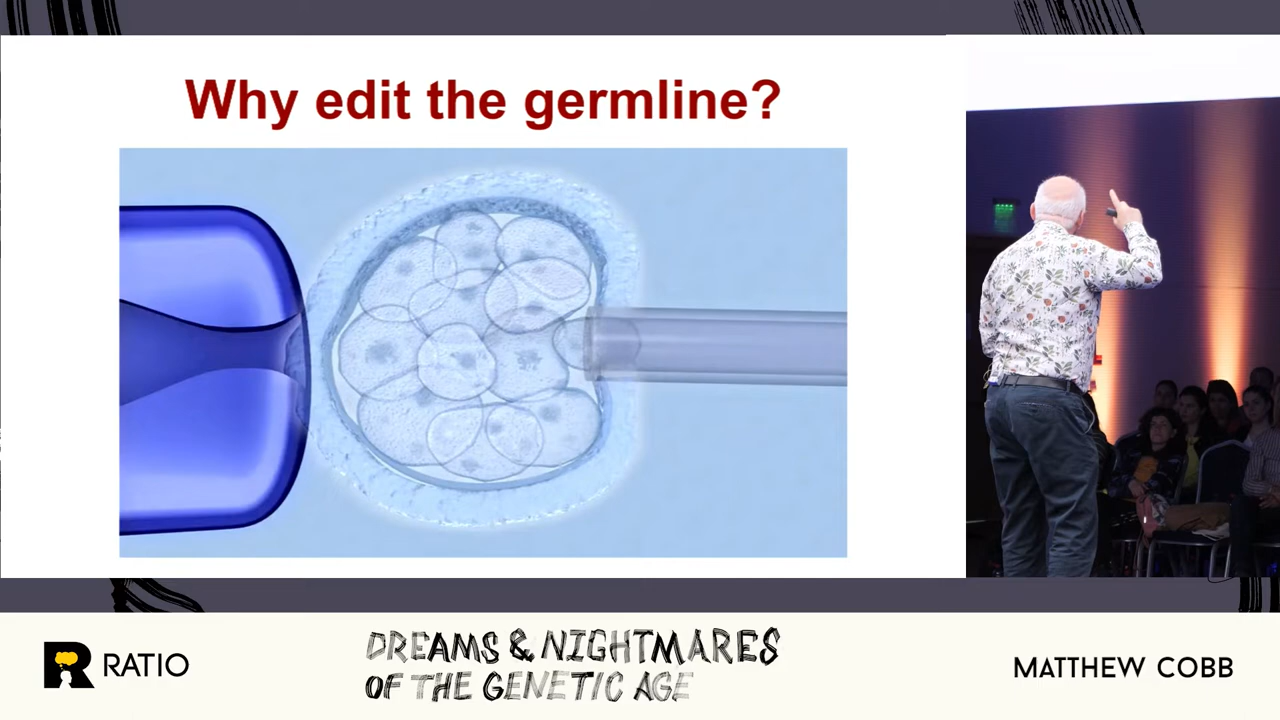 Why edit the germline?
RATIO
DREAMS & NIGHTMARES
OF THE GENETIC AGE
MATTHEW COBB